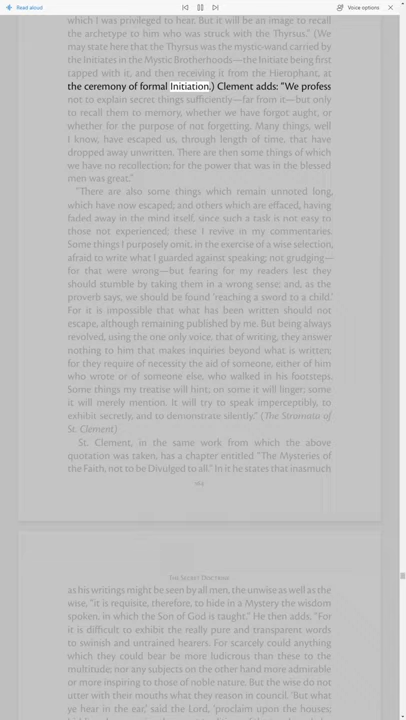 Read aloud
Voice options
which I was privileged to hear. But it will be an image to recall
the archetype to him who was struck with the Thyrsus.” (We
may state here that the Thyrsus was the mystic-wand carried by
the Initiates in the Mystic Brotherhoods—the Initiate being first
tapped with it, and then receiving it from the Hierophant, at
the ceremony of formal Initiation.) Clement adds: “We profess
not to explain secret things sufficiently—far from it—but only
to recall them to memory, whether we have forgot aught, or
whether for the purpose of not forgetting. Many things, well
I know, have escaped us, through length of time, that have
dropped away unwritten. There are then some things of which
we have no recollection; for the power that was in the blessed
men was great.”
“There are also some things which remain unnoted long,
which have now escaped; and others which are effaced, having
faded away in the mind itself, since such a task is not easy to
those not experienced; these I revive in my commentaries.
Some things I purposely omit, in the exercise of a wise selection,
afraid to write what I guarded against speaking; not grudging—
for that were wrong—but fearing for my readers lest they
should stumble by taking them in a wrong sense; and, as the
proverb says, we should be found ‘reaching a sword to a child.’
For it is impossible that what has been written should not
escape, although remaining published by me. But being always
revolved, using the one only voice, that of writing, they answer
nothing to him that makes inquiries beyond what is written;
for they require of necessity the aid of someone, either of him
who wrote or of someone else, who walked in his footsteps.
Some things my treatise will hint; on some it will linger; some
it will merely mention. It will try to speak imperceptibly, to
exhibit secretly, and to demonstrate silently.” (The Stromata of
St. Clement)
St. Clement, in the same work from which the above
quotation was taken, has a chapter entitled “The Mysteries of
the Faith, not to be Divulged to all.” In it he states that inasmuch
The Secret Doctrine
as his writings might be seen by all men, the unwise as well as the
wise, “it is requisite, therefore, to hide in a Mystery the wisdom
spoken, in which the Son of God is taught.” He then adds, “For
it is difficult to exhibit the really pure and transparent words
to swinish and untrained hearers. For scarcely could anything
which they could hear be more ludicrous than these to the
multitude; nor any subjects on the other hand more admirable
or more inspiring to those of noble nature. But the wise do not
utter with their mouths what they reason in council. ‘But what
ye hear in the ear,’ said the Lord, ‘proclaim upon the houses;